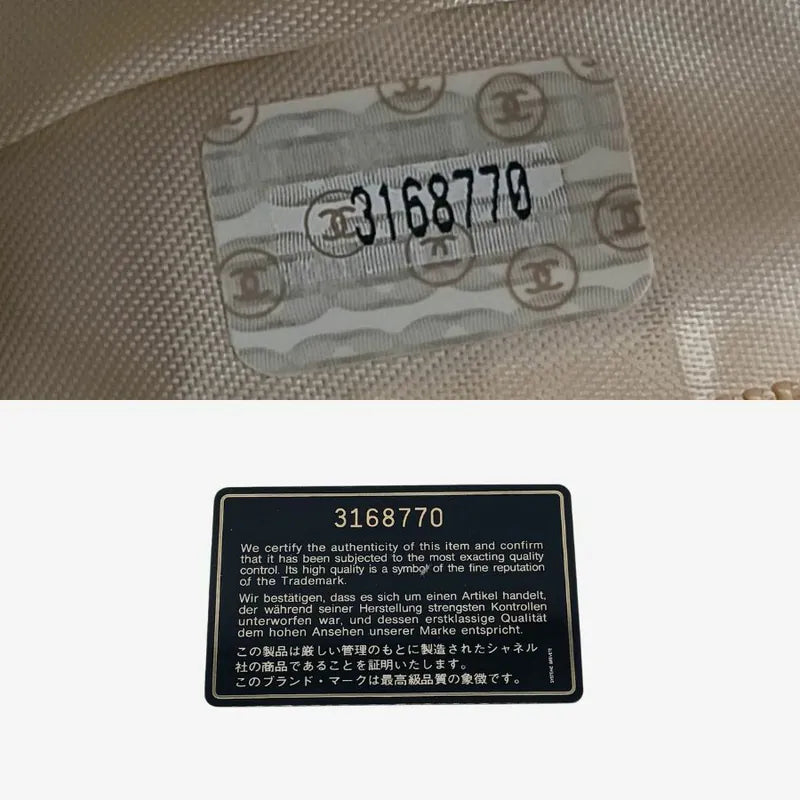 3168770
3168770
We certify the authenticity of this item and confirm
that it has been subjected to the most exacting quality
control. Its high quality is a symbol of the fine reputation
of the Trademark.
Wir bestätigen, dass es sich um einen Artikel handelt,
der während seiner Herstellung strengsten Kontrollen
unterworfen war, und dessen erstklassige Qualität
dem hohen Ansehen unserer Marke entspricht.
この製品は厳しい管理のもとに製造されたシャネル
社の商品であることを証明いたします。
このブランド・マークは最高級品質の象徴です。